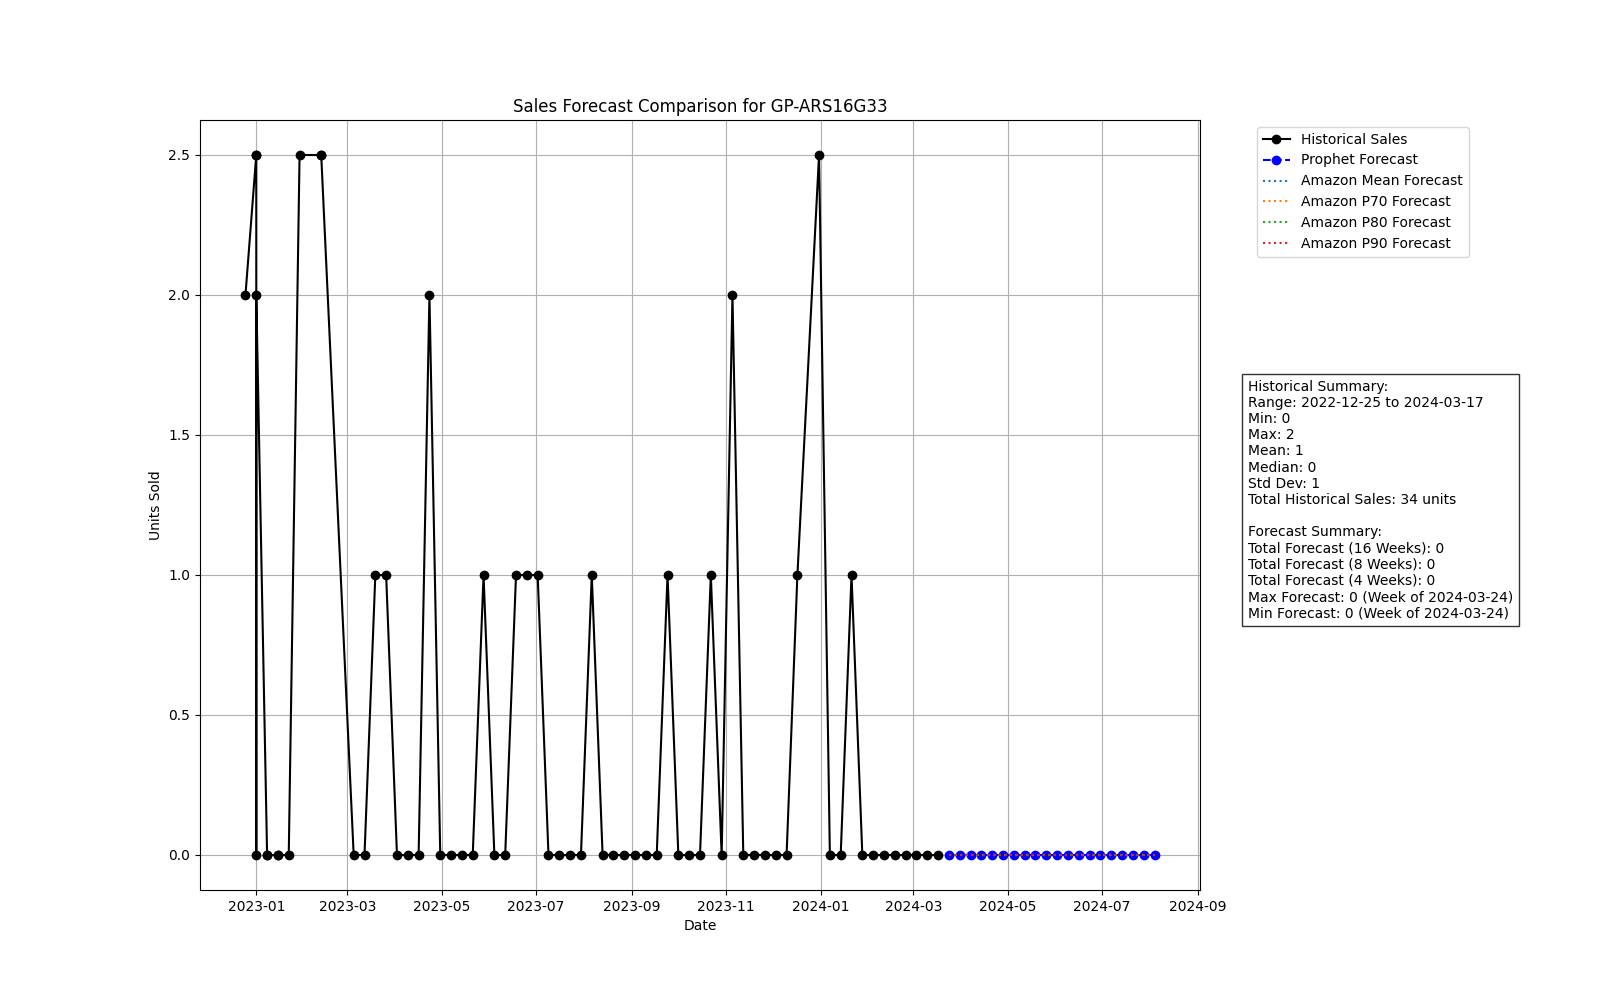 Sales Forecast Comparison for GP-ARS16G33
Historical Sales
Prophet Forecast
Amazon Mean Forecast
Amazon P70 Forecast
Amazon P80 Forecast
Amazon P90 Forecast
2.5
2.0
1.5
1.0
0.5
0.0
Units Sold
2023-01 2023-03 2023-05 2023-07 2023-09 2023-11 2024-01 2024-03 2024-05 2024-07 2024-09
Date
Historical Summary:
Range: 2022-12-25 to 2024-03-17
Min: 0
Max: 2
Mean: 1
Median: 0
Std Dev: 1
Total Historical Sales: 34 units
Forecast Summary:
Total Forecast (16 Weeks): 0
Total Forecast (8 Weeks): 0
Total Forecast (4 Weeks): 0
Max Forecast: 0 (Week of 2024-03-24)
Min Forecast: 0 (Week of 2024-03-24)